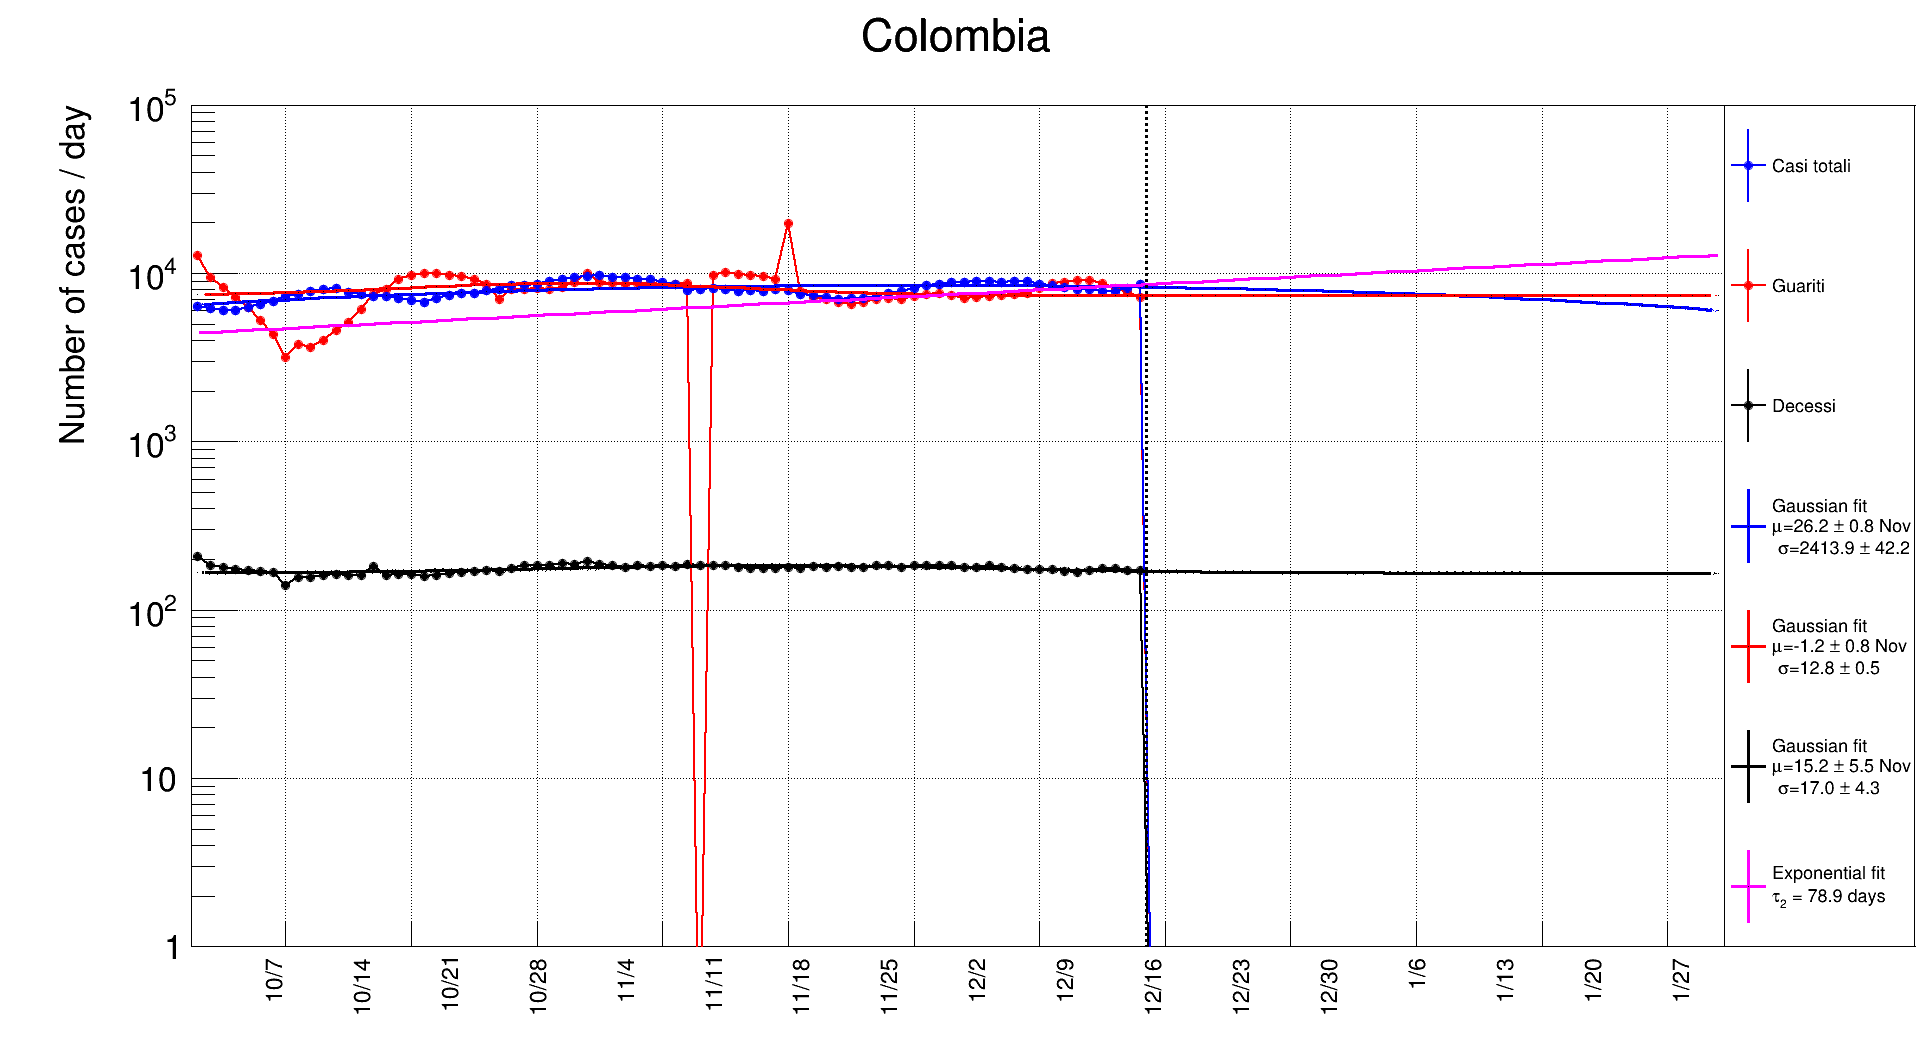 Colombia
Number of cases / day
10^5
10^4
10^3
10^2
10
1
10/7
10/14
10/21
10/28
11/4
11/11
11/18
11/25
12/2
12/9
12/16
12/23
12/30
1/6
1/13
1/20
1/27
Casi totali
Guariti
Decessi
Gaussian fit
μ=26.2 ± 0.8 Nov
σ=2413.9 ± 42.2
Gaussian fit
μ=-1.2 ± 0.8 Nov
σ=12.8 ± 0.5
Gaussian fit
μ=15.2 ± 5.5 Nov
σ=17.0 ± 4.3
Exponential fit
τ₂ = 78.9 days